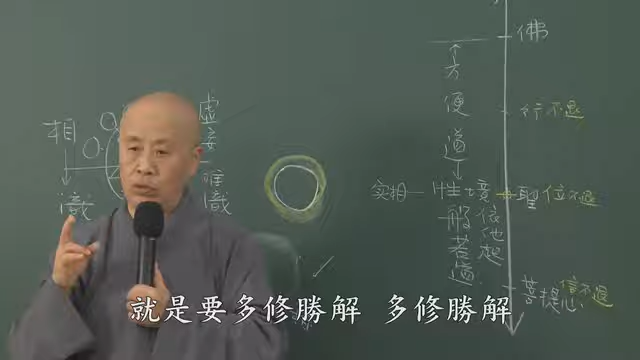 相
識
虛妄
唯識
佛
方便道
行不退
实相—性境
聖 位不退
依他起
般若道
菩提 信不退
就是要多修勝解 多修勝解